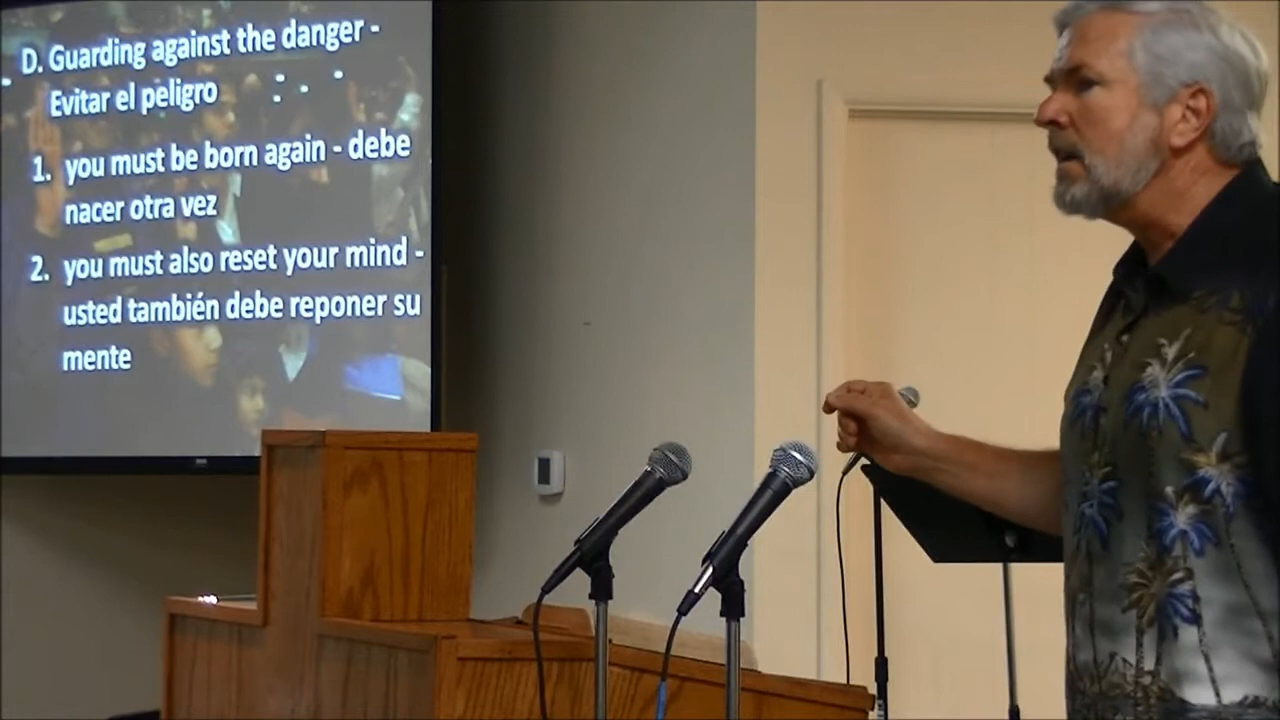 D. Guarding against the danger -
Evitar el peligro
1. you must be born again - debe
nacer otra vez
2. you must also reset your mind -
usted también debe reponer su
mente